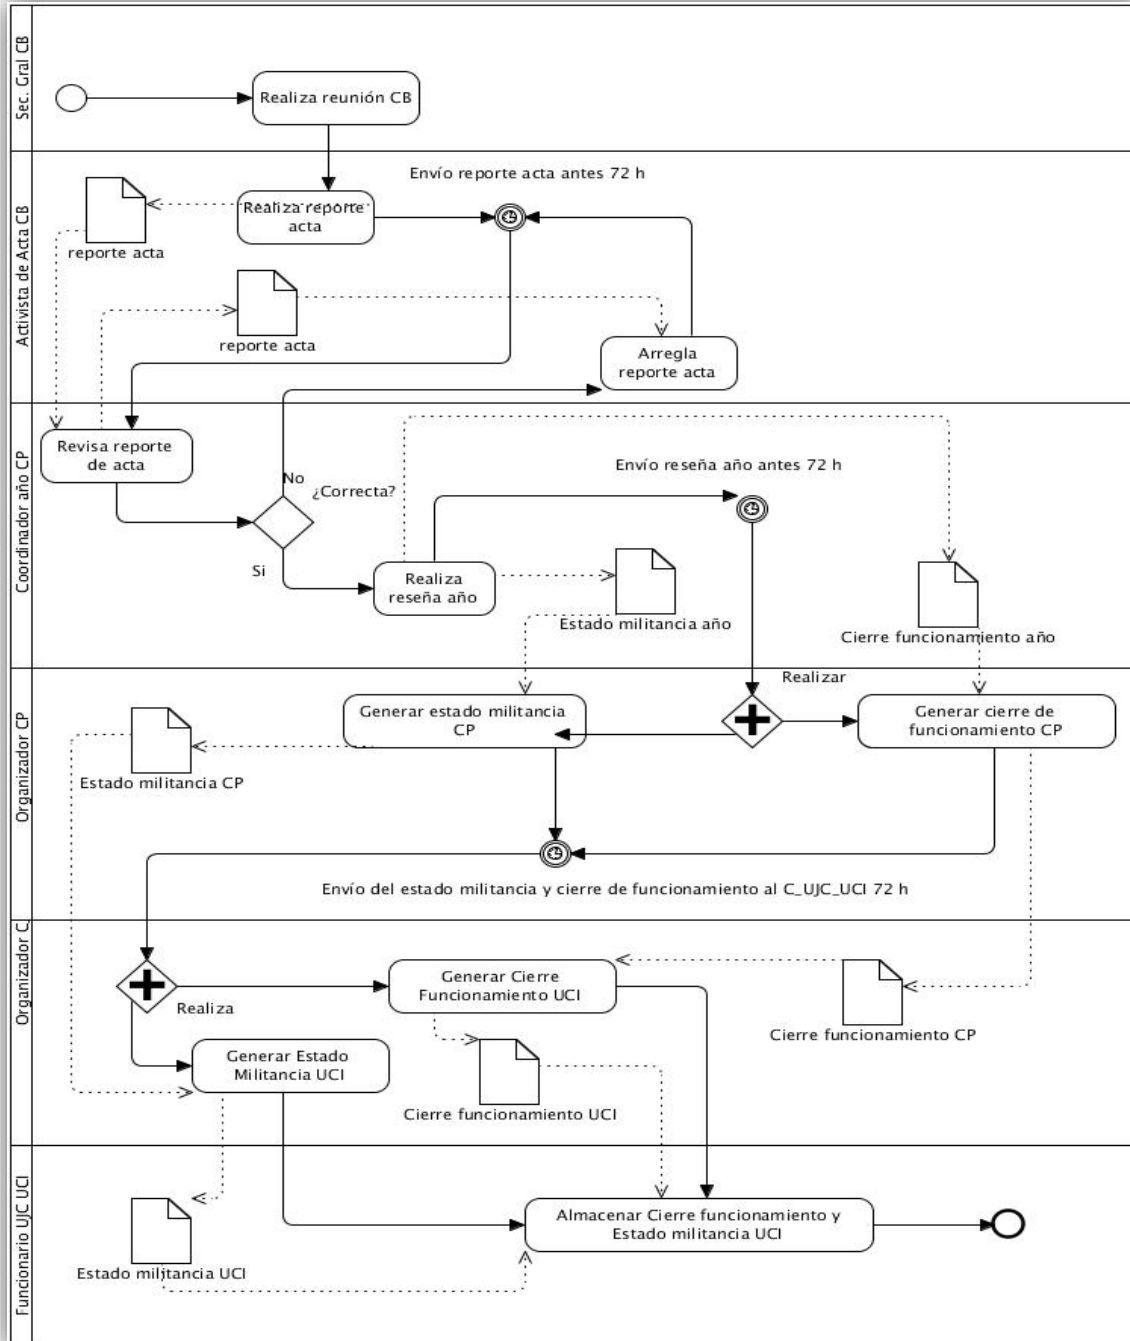 Sec. Gral CB
Realiza reunión CB
Activista de Acta CB
Envío reporte acta antes 72 h
Realiza reporte
acta
reporte acta
reporte acta
Arregla
reporte acta
Coordinador año CP
Revisa reporte
de acta
No
¿Correcta?
Si
Envío reseña año antes 72 h
Realiza
reseña año
Estado militancia año
Cierre funcionamiento año
Organizador CP
Realizar
Generar estado militancia
CP
Generar cierre de
funcionamiento CP
Estado militancia CP
Envío del estado militancia y cierre de funcionamiento al C_UJC_UCI 72 h
Organizador C
Realiza
Generar Cierre
Funcionamiento UCI
Cierre funcionamiento CP
Generar Estado
Militancia UCI
Cierre funcionamiento UCI
Funcionario UJC UCI
Almacenar Cierre funcionamiento y
Estado militancia UCI
Estado militancia UCI